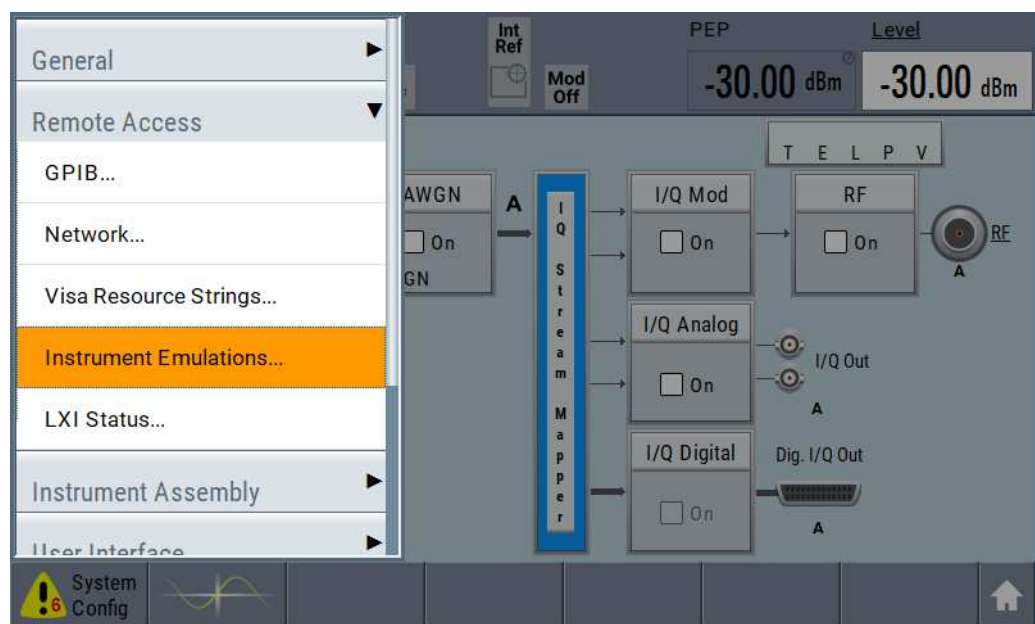 General
Remote Access
GPIB...
Network...
Visa Resource Strings...
Instrument Emulations...
LXI Status...
Instrument Assembly
User Interface
Int
Ref
Mod
Off
PEP
Level
-30.00 dBm
-30.00 dBm
T E L P V
AWGN
On
GN
A
IQ Stream Mapper
I/Q Mod
On
RF
On
RF
A
I/Q Analog
On
I/Q Out
A
I/Q Digital
On
Dig. I/Q Out
A
6
System
Config